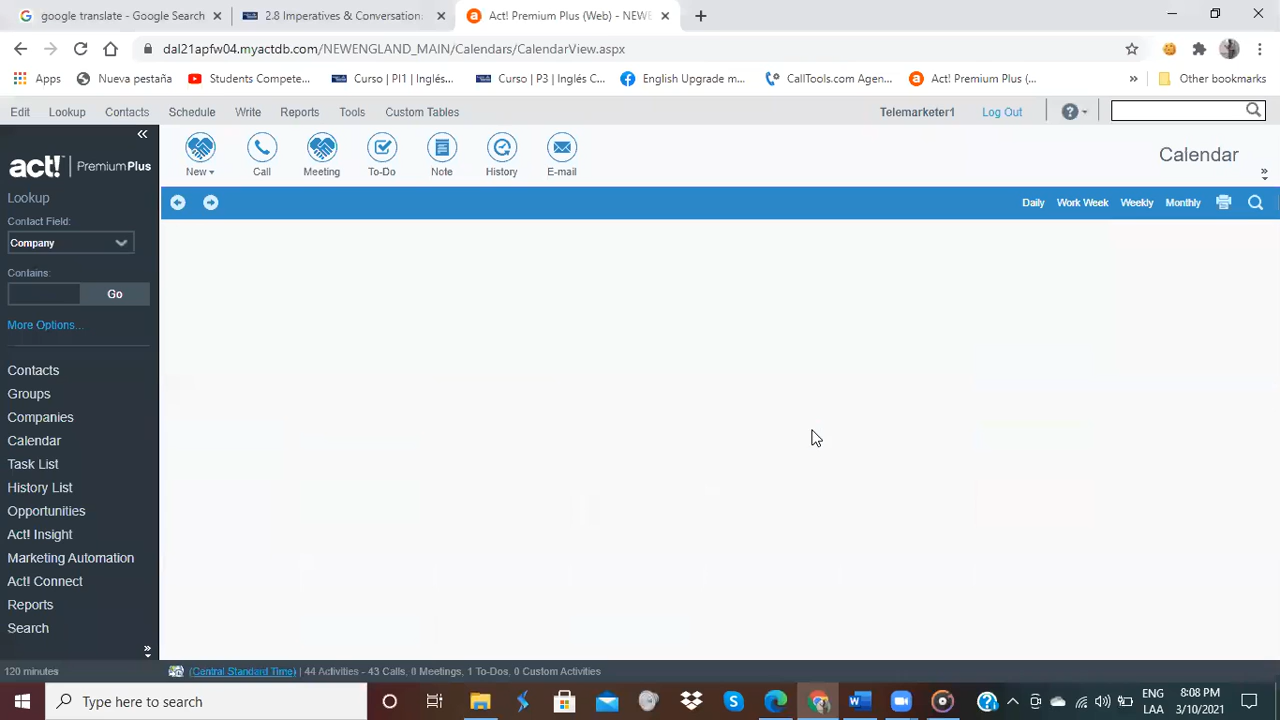 google translate - Google Search
2.8 Imperatives & Conversation
Act! Premium Plus (Web) - NEWE
dal21apfw04.myactdb.com/NEWENGLAND_MAIN/Calendars/CalendarView.aspx
Apps
Nueva pestaña
Students Compete...
Curso | PI1 | Inglés...
Curso | P3 | Inglés C...
English Upgrade m...
CallTools.com Agen...
Act! Premium Plus (...
Other bookmarks
Edit
Lookup
Contacts
Schedule
Write
Reports
Tools
Custom Tables
Telemarketer1
Log Out
act! Premium Plus
New
Call
Meeting
To-Do
Note
History
E-mail
Calendar
Daily
Work Week
Weekly
Monthly
Lookup
Contact Field:
Company
Contains:
Go
More Options...
Contacts
Groups
Companies
Calendar
Task List
History List
Opportunities
Act! Insight
Marketing Automation
Act! Connect
Reports
Search
120 minutes
(Central Standard Time) | 44 Activities - 43 Calls, 0 Meetings, 1 To-Dos, 0 Custom Activities
Type here to search
ENG
LAA
8:08 PM
3/10/2021